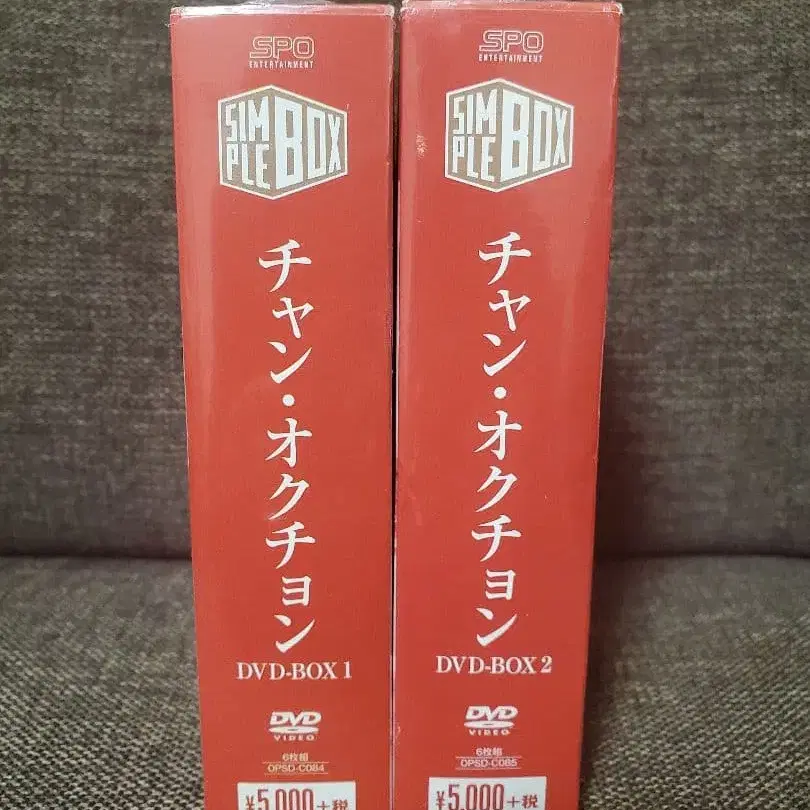 SPO
ENTERTAINMENT
SIMPLE BOX
チャン・オクチョン
DVD-BOX 1
DVD
VIDEO
6枚組
OPSD-C084
¥5,000+税
SPO
ENTERTAINMENT
SIMPLE BOX
チャン・オクチョン
DVD-BOX 2
DVD
VIDEO
6枚組
OPSD-C085
¥5,000+税